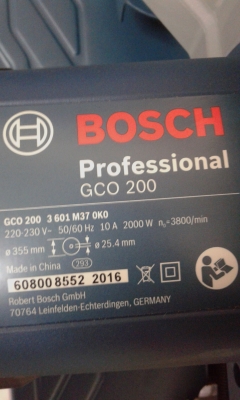 BOSCH
Professional
GCO 200
GCO 200 3 601 M37 0K0
220-230 V~ 50/60 Hz 10 A 2000 W n₀=3800/min
ø 355 mm ø 25.4 mm
Made in China 293
608008552 2016
Robert Bosch GmbH
70764 Leinfelden-Echterdingen, GERMANY